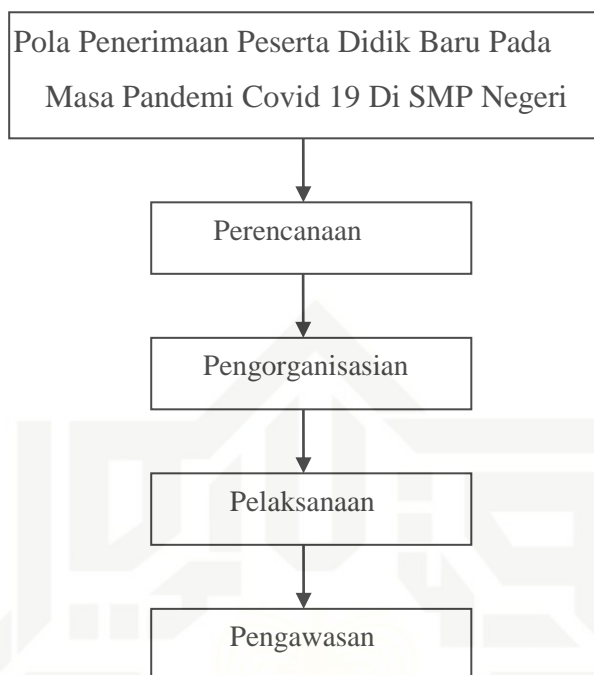 Pola Penerimaan Peserta Didik Baru Pada
Masa Pandemi Covid 19 Di SMP Negeri
Perencanaan
Pengorganisasian
Pelaksanaan
Pengawasan